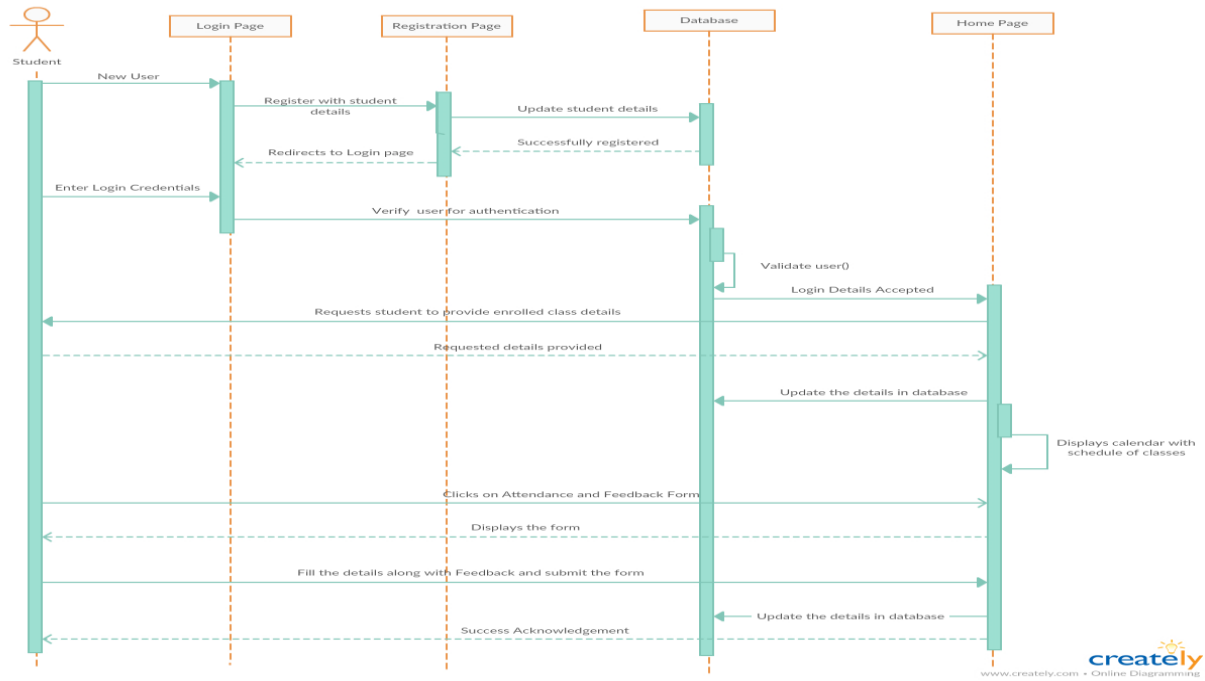 Login Page
Registration Page
Database
Home Page
Student
New User
Register with student
details
Update student details
Successfully registered
Redirects to Login page
Enter Login Credentials
Verify user for authentication
Validate user()
Login Details Accepted
Requests student to provide enrolled class details
Requested details provided
Update the details in database
Displays calendar with
schedule of classes
Clicks on Attendance and Feedback Form
Displays the form
Fill the details along with Feedback and submit the form
Update the details in database
Success Acknowledgement
creately
www.creately.com • Online Diagramming